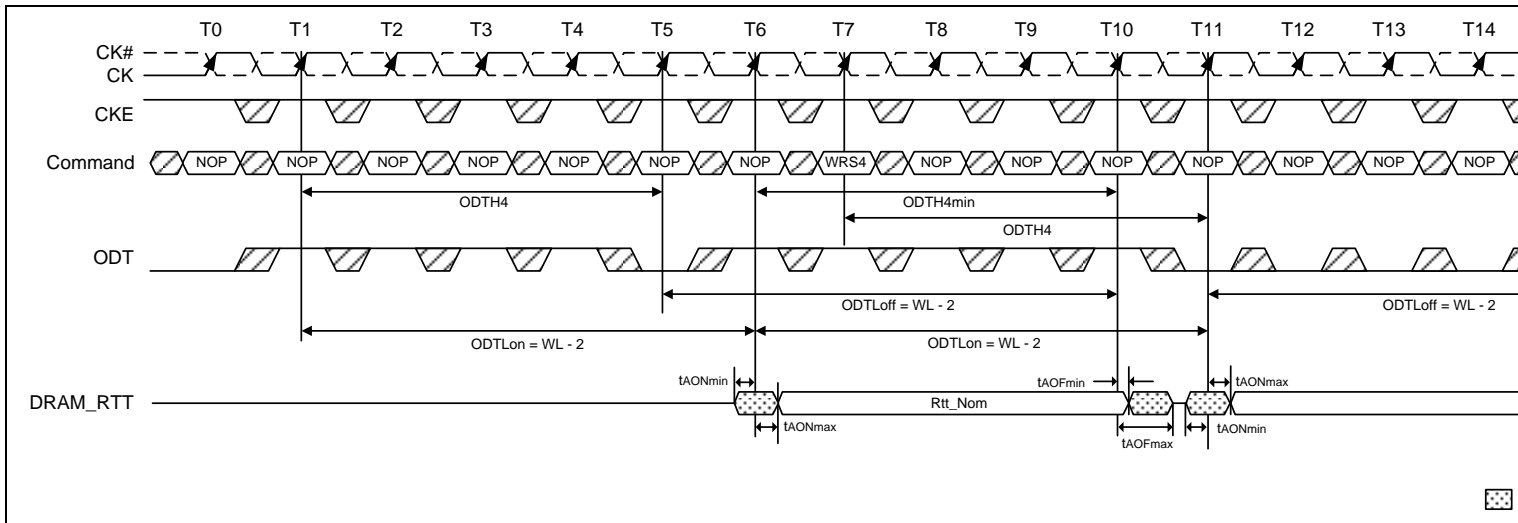 T0 T1 T2 T3 T4 T5 T6 T7 T8 T9 T10 T11 T12 T13 T14
CK#
CK
CKE
Command NOP NOP NOP NOP NOP NOP NOP WRS4 NOP NOP NOP NOP NOP NOP NOP
ODTH4 ODTH4min
ODTH4
ODT
ODTLoff = WL - 2 ODTLoff = WL - 2
ODTLon = WL - 2 ODTLon = WL - 2
tAONmin tAOFmin tAONmax
DRAM_RTT Rtt_Nom
tAONmax tAOFmax tAONmin